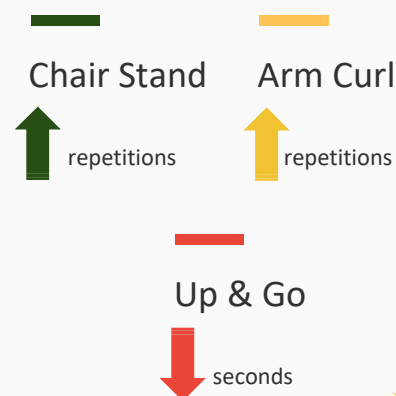 Chair Stand
Arm Curl
repetitions
repetitions
Up & Go
seconds